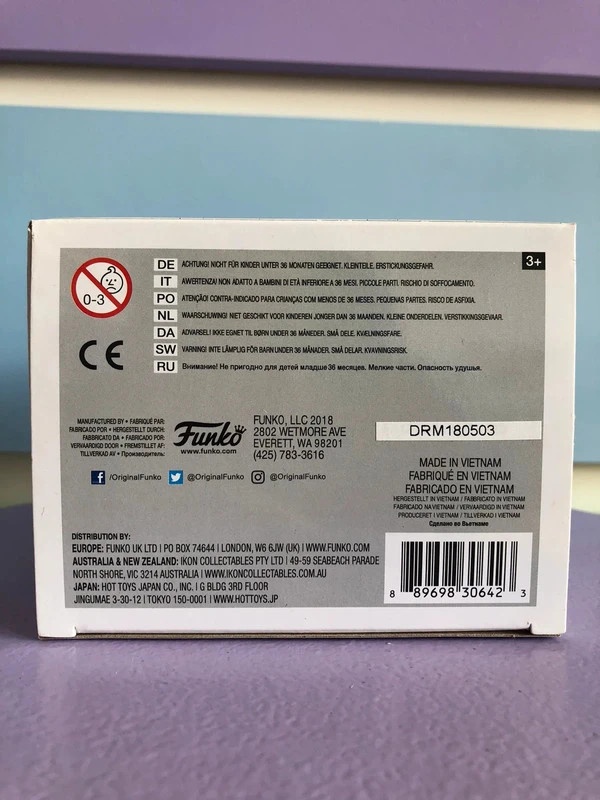 0-3
3+
DE ACHTUNG! NICHT FÜR KINDER UNTER 36 MONATEN GEEIGNET. KLEINTEILE. ERSTICKUNGSGEFAHR.
IT AWERTENZA! NON ADATTO A BAMBINI DI ETÀ INFERIORE A 36 MESI. PICCOLE PARTI. RISCHIO DI SOFFOCAMENTO.
PO ATENÇÃO! CONTRA-INDICADO PARA CRIANÇAS COM MENOS DE 36 MESES. PEQUENAS PARTES. RISCO DE ASFIXIA.
NL WAARSCHUWING! NIET GESCHIKT VOOR KINDEREN JONGER DAN 36 MAANDEN. KLEINE ONDERDELEN. VERSTIKKINGSGEVAAR.
DA ADVARSEL! IKKE EGNET TIL BØRN UNDER 36 MÅNEDER. SMÅ DELE. KVÆLNINGSFARE.
SW VARNING! INTE LÄMPLIG FÖR BARN UNDER 36 MÅNADER. SMÅ DELAR. KVAVNINGSRISK.
RU Внимание! Не пригодно для детей младше 36 месяцев. Мелкие части. Опасность удушья.
CE
MANUFACTURED BY • FABRIQUÉ PAR:
FABRICADO POR • HERGESTELLT DURCH:
FABBRICATO DA • FABRICADO POR:
VERVAARDIGD DOOR • FREMSTILLET AF:
TILLVERKAD AV • Производитель:
Funko
www.funko.com
FUNKO, LLC 2018
2802 WETMORE AVE
EVERETT, WA 98201
(425) 783-3616
f /OriginalFunko @OriginalFunko @OriginalFunko
DRM180503
MADE IN VIETNAM
FABRIQUÉ EN VIETNAM
FABRICADO EN VIETNAM
HERGESTELLT IN VIETNAM / FABBRICATO IN VIETNAM
FABRICADO NA VIETNAM / VERVAARDIGD IN VIETNAM
PRODUCERET I VIETNAM / TILLVERKAD I VIETNAM
Сделано во Вьетнаме
DISTRIBUTION BY:
EUROPE: FUNKO UK LTD | PO BOX 74644 | LONDON, W6 6JW (UK) | WWW.FUNKO.COM
AUSTRALIA & NEW ZEALAND: IKON COLLECTABLES PTY LTD | 49-59 SEABEACH PARADE
NORTH SHORE, VIC 3214 AUSTRALIA | WWW.IKONCOLLECTABLES.COM.AU
JAPAN: HOT TOYS JAPAN CO., INC. | G BLDG 3RD FLOOR
JINGUMAE 3-30-12 | TOKYO 150-0001 | WWW.HOTTOYS.JP
8 89698 30642 3